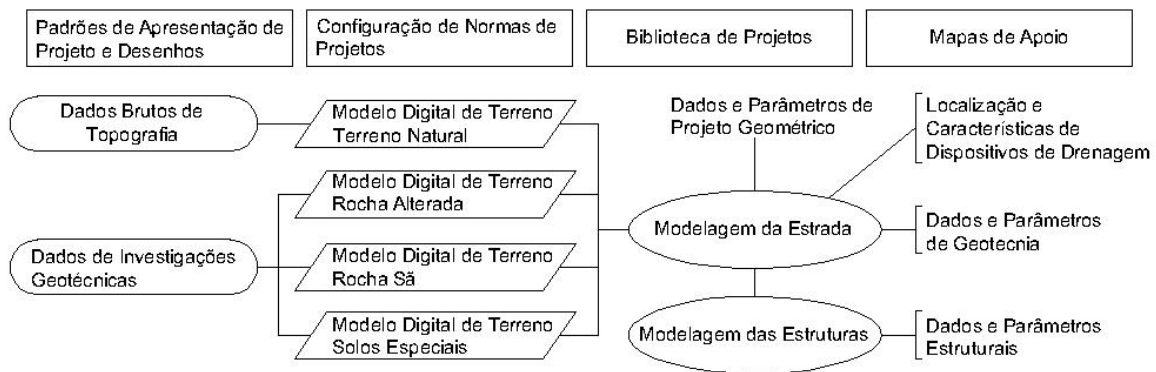 Padrões de Apresentação de
Projeto e Desenhos
Configuração de Normas de
Projetos
Biblioteca de Projetos
Mapas de Apoio
Dados Brutos de
Topografia
Modelo Digital de Terreno
Terreno Natural
Dados e Parâmetros de
Projeto Geométrico
Localização e
Características de
Dispositivos de Drenagem
Modelo Digital de Terreno
Rocha Alterada
Dados de Investigações
Geotécnicas
Modelo Digital de Terreno
Rocha Sã
Modelagem da Estrada
Dados e Parâmetros
de Geotecnia
Modelo Digital de Terreno
Solos Especiais
Modelagem das Estruturas
Dados e Parâmetros
Estruturais